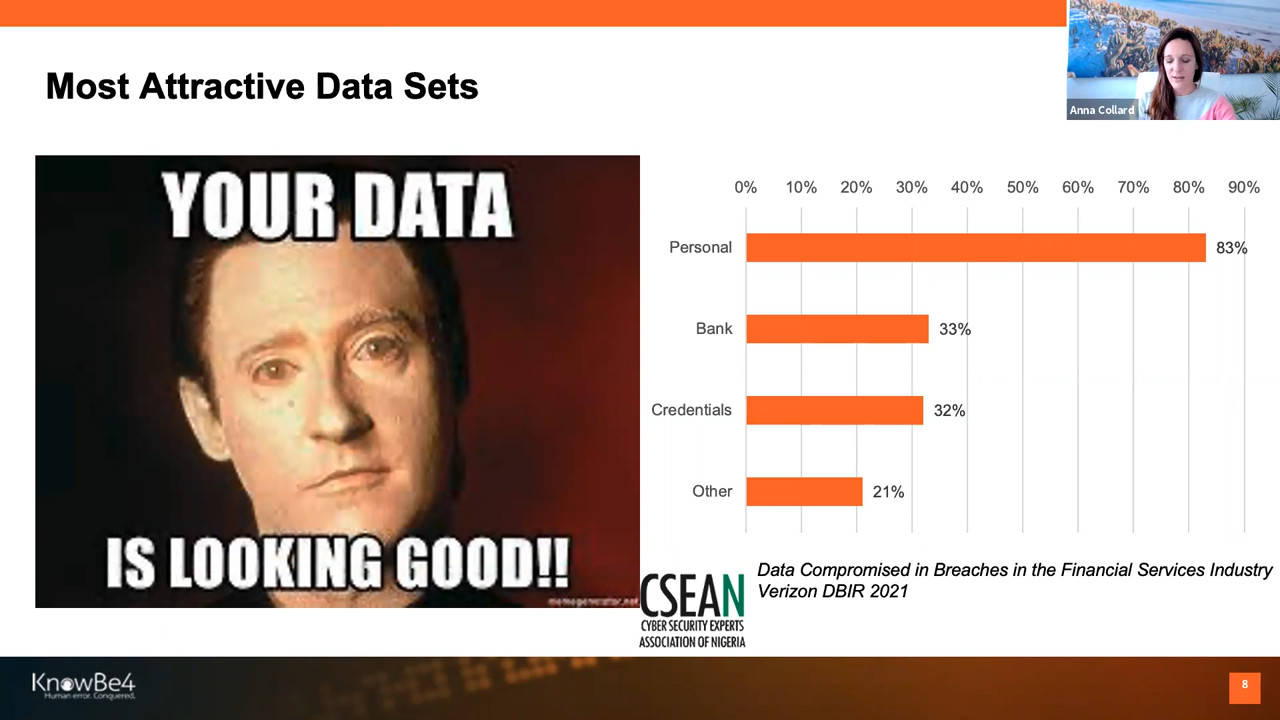 Anna Collard
Most Attractive Data Sets
YOUR DATA
IS LOOKING GOOD!!
memegenerator.net
0% 10% 20% 30% 40% 50% 60% 70% 80% 90%
Personal 83%
Bank 33%
Credentials 32%
Other 21%
CSEAN
CYBER SECURITY EXPERTS
ASSOCIATION OF NIGERIA
Data Compromised in Breaches in the Financial Services Industry
Verizon DBIR 2021
KnowBe4
Human error. Conquered.
8